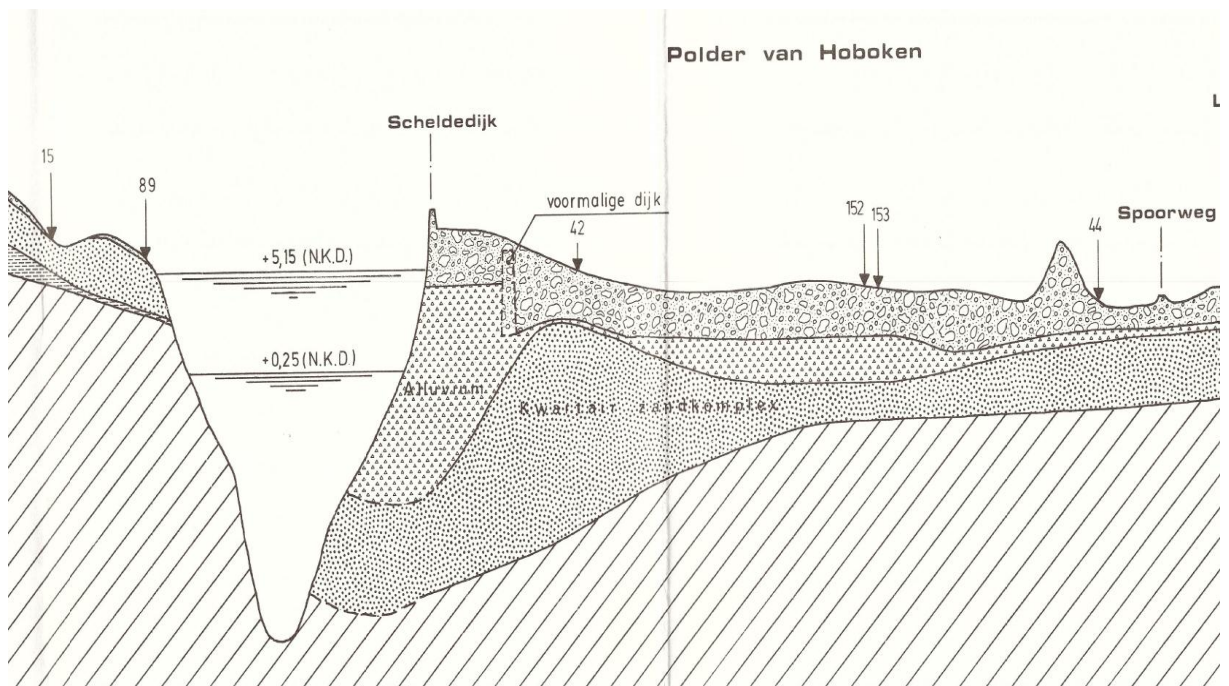 Polder van Hoboken
L
Scheldedijk
15
89
voormalige dijk
152
153
42
44
Spoorweg
+5,15 (N.K.D.)
+0,25 (N.K.D)
Alluvium
Kwartair zandkomplex